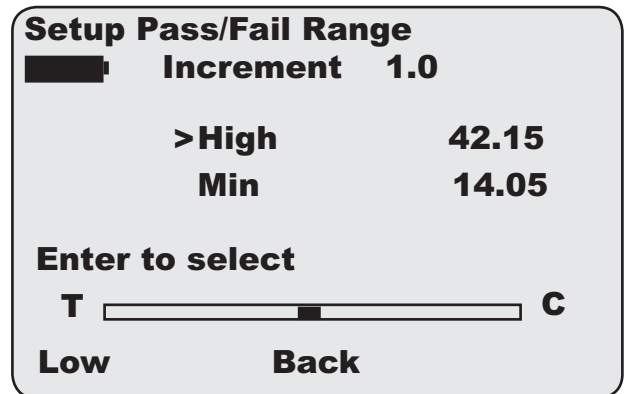 Setup Pass/Fail Range
Increment 1.0
>High 42.15
Min 14.05
Enter to select
T C
Low Back